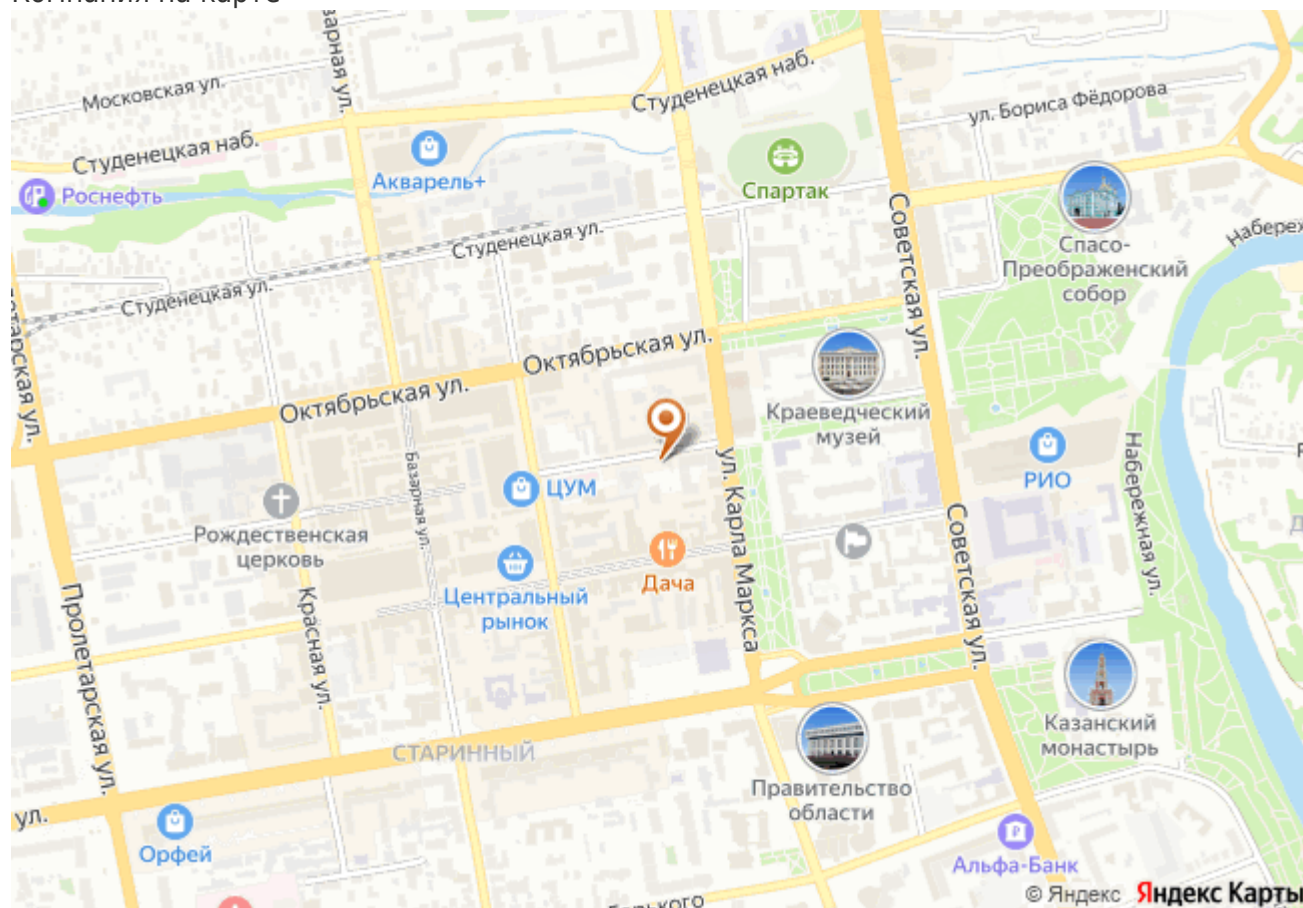 Компания на карте
Московская ул.
Студенецкая наб.
ул. Бориса Фёдорова
Студенецкая наб.
Акварель+
Спартак
Роснефть
Советская ул.
Студенецкая ул.
Спасо-
Преображенский
собор
Студенецкая ул.
Октябрьская ул.
Октябрьская ул.
Краеведческий
музей
ул. Карла Маркса
РИО
Набережная ул.
Базарная ул.
ЦУМ
Рождественская
церковь
Центральный
рынок
Дача
Советская ул.
Пролетарская ул.
Красная ул.
Казанский
монастырь
СТАРИННЫЙ
Правительство
области
ул.
Орфей
Альфа-Банк
© Яндекс Яндекс Карты